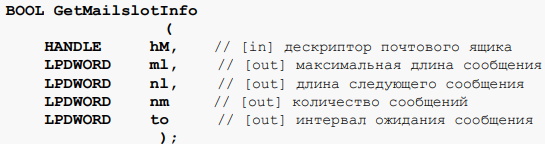 BOOL GetMailslotInfo
(
HANDLE hM, // [in] дескриптор почтового ящика
LPDWORD ml, // [out] максимальная длина сообщения
LPDWORD nl, // [out] длина следующего сообщения
LPDWORD nm // [out] количество сообщений
LPDWORD to // [out] интервал ожидания сообщения
);